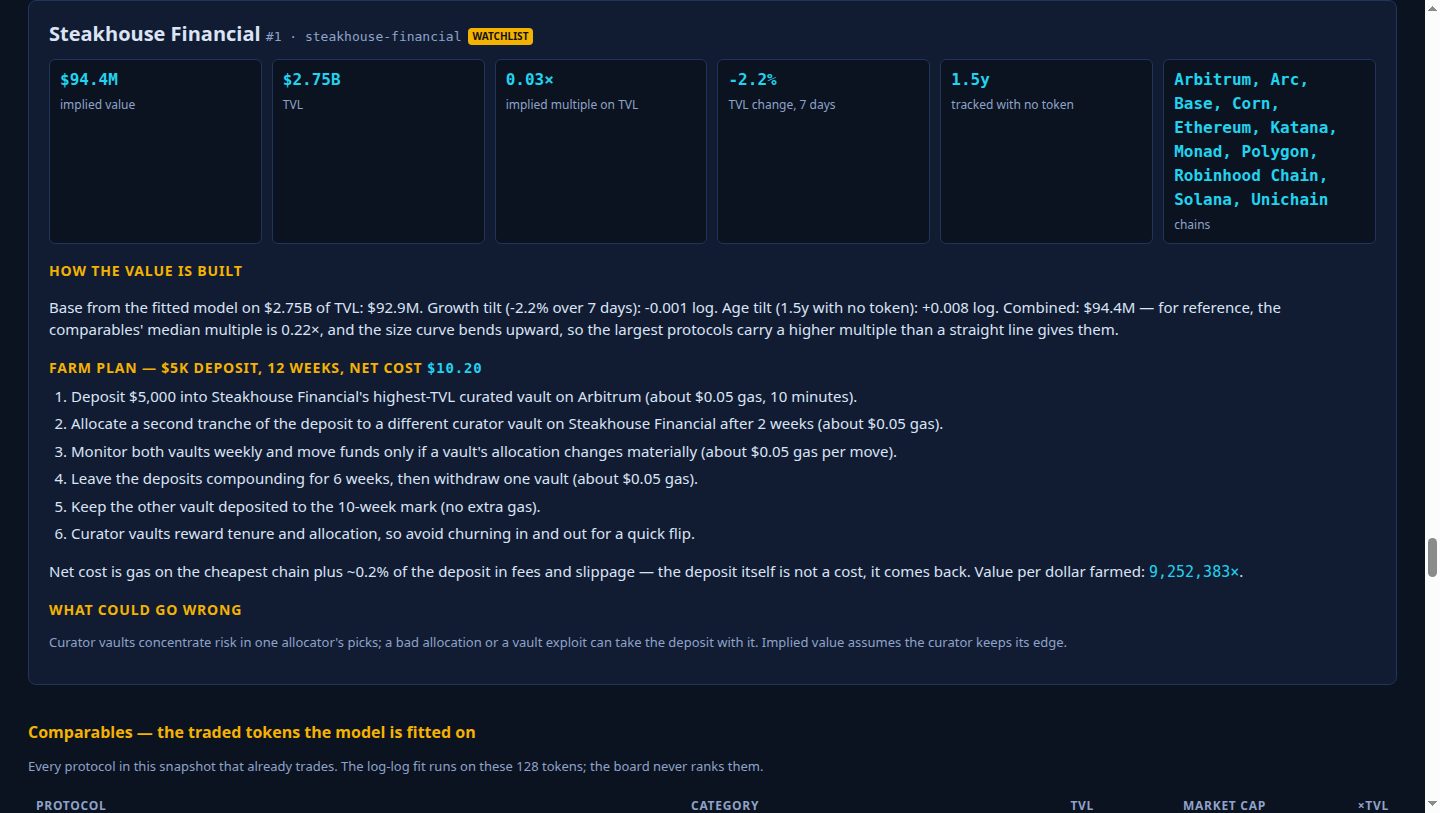 Steakhouse Financial #1 · steakhouse-financial WATCHLIST
$94.4M
implied value
$2.75B
TVL
0.03×
implied multiple on TVL
-2.2%
TVL change, 7 days
1.5y
tracked with no token
Arbitrum, Arc,
Base, Corn,
Ethereum, Katana,
Monad, Polygon,
Robinhood Chain,
Solana, Unichain
chains
HOW THE VALUE IS BUILT
Base from the fitted model on $2.75B of TVL: $92.9M. Growth tilt (-2.2% over 7 days): -0.001 log. Age tilt (1.5y with no token): +0.008 log. Combined: $94.4M — for reference, the
comparables' median multiple is 0.22×, and the size curve bends upward, so the largest protocols carry a higher multiple than a straight line gives them.
FARM PLAN — $5K DEPOSIT, 12 WEEKS, NET COST $10.20
1. Deposit $5,000 into Steakhouse Financial's highest-TVL curated vault on Arbitrum (about $0.05 gas, 10 minutes).
2. Allocate a second tranche of the deposit to a different curator vault on Steakhouse Financial after 2 weeks (about $0.05 gas).
3. Monitor both vaults weekly and move funds only if a vault's allocation changes materially (about $0.05 gas per move).
4. Leave the deposits compounding for 6 weeks, then withdraw one vault (about $0.05 gas).
5. Keep the other vault deposited to the 10-week mark (no extra gas).
6. Curator vaults reward tenure and allocation, so avoid churning in and out for a quick flip.
Net cost is gas on the cheapest chain plus ~0.2% of the deposit in fees and slippage — the deposit itself is not a cost, it comes back. Value per dollar farmed: 9,252,383×.
WHAT COULD GO WRONG
Curator vaults concentrate risk in one allocator's picks; a bad allocation or a vault exploit can take the deposit with it. Implied value assumes the curator keeps its edge.
Comparables — the traded tokens the model is fitted on
Every protocol in this snapshot that already trades. The log-log fit runs on these 128 tokens; the board never ranks them.
PROTOCOL CATEGORY TVL MARKET CAP ×TVL